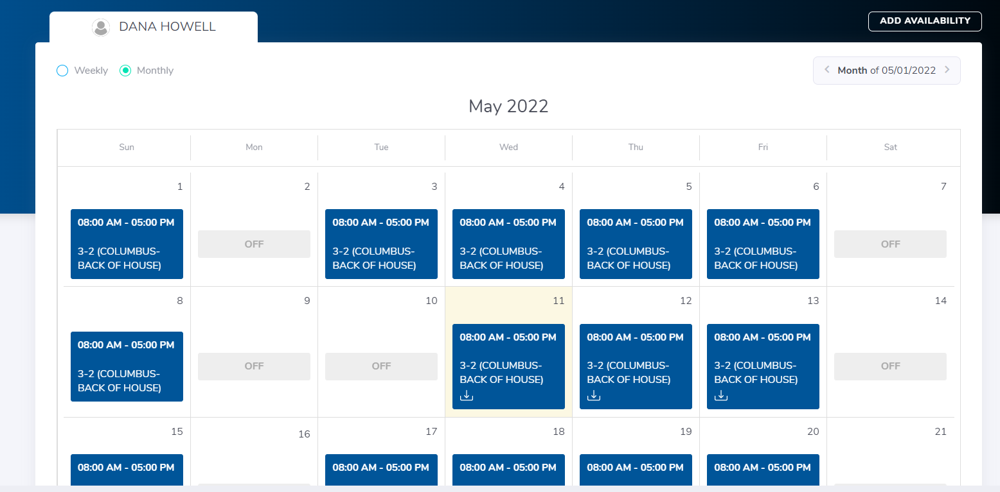 DANA HOWELL
ADD AVAILABILITY
Weekly
Monthly
Month of 05/01/2022
May 2022
Sun
Mon
Tue
Wed
Thu
Fri
Sat
1
08:00 AM - 05:00 PM
3-2 (COLUMBUS-
BACK OF HOUSE)
2
OFF
3
08:00 AM - 05:00 PM
3-2 (COLUMBUS-
BACK OF HOUSE)
4
08:00 AM - 05:00 PM
3-2 (COLUMBUS-
BACK OF HOUSE)
5
08:00 AM - 05:00 PM
3-2 (COLUMBUS-
BACK OF HOUSE)
6
08:00 AM - 05:00 PM
3-2 (COLUMBUS-
BACK OF HOUSE)
7
OFF
8
08:00 AM - 05:00 PM
3-2 (COLUMBUS-
BACK OF HOUSE)
9
OFF
10
OFF
11
08:00 AM - 05:00 PM
3-2 (COLUMBUS-
BACK OF HOUSE)
12
08:00 AM - 05:00 PM
3-2 (COLUMBUS-
BACK OF HOUSE)
13
08:00 AM - 05:00 PM
3-2 (COLUMBUS-
BACK OF HOUSE)
14
OFF
15
08:00 AM - 05:00 PM
16
17
08:00 AM - 05:00 PM
18
08:00 AM - 05:00 PM
19
08:00 AM - 05:00 PM
20
08:00 AM - 05:00 PM
21